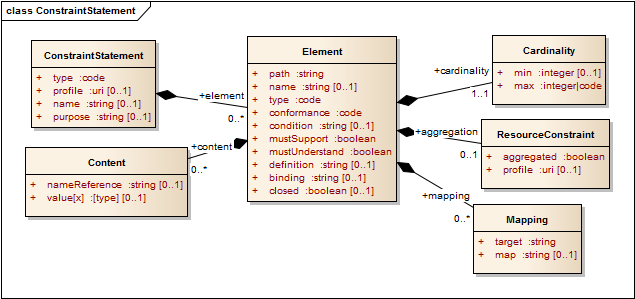 class ConstraintStatement
ConstraintStatement
+ type :code
+ profile :uri [0..1]
+ name :string [0..1]
+ purpose :string [0..1]
+element
0..*
Element
+ path :string
+ name :string [0..1]
+ type :code
+ conformance :code
+ condition :string [0..1]
+ mustSupport :boolean
+ mustUnderstand :boolean
+ definition :string [0..1]
+ binding :string [0..1]
+ closed :boolean [0..1]
+cardinality
1..1
Cardinality
+ min :integer [0..1]
+ max :integer|code
+aggregation
0..1
ResourceConstraint
+ aggregated :boolean
+ profile :uri [0..1]
+content
0..*
Content
+ nameReference :string [0..1]
+ value[x] :[type] [0..1]
+mapping
0..*
Mapping
+ target :string
+ map :string [0..1]